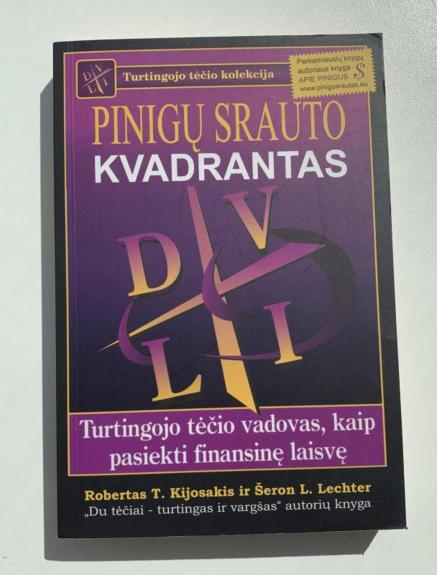 D V
L I
Turtingojo tėčio kolekcija
Perkamiausių knygų
autoriaus knyga
APIE PINIGUS $
www.pinigusrautas.eu
PINIGŲ SRAUTO
KVADRANTAS
D V
L I
Turtingojo tėčio vadovas, kaip
pasiekti finansinę laisvę
Robertas T. Kijosakis ir Šeron L. Lechter
„Du tėčiai - turtingas ir vargšas" autorių knyga